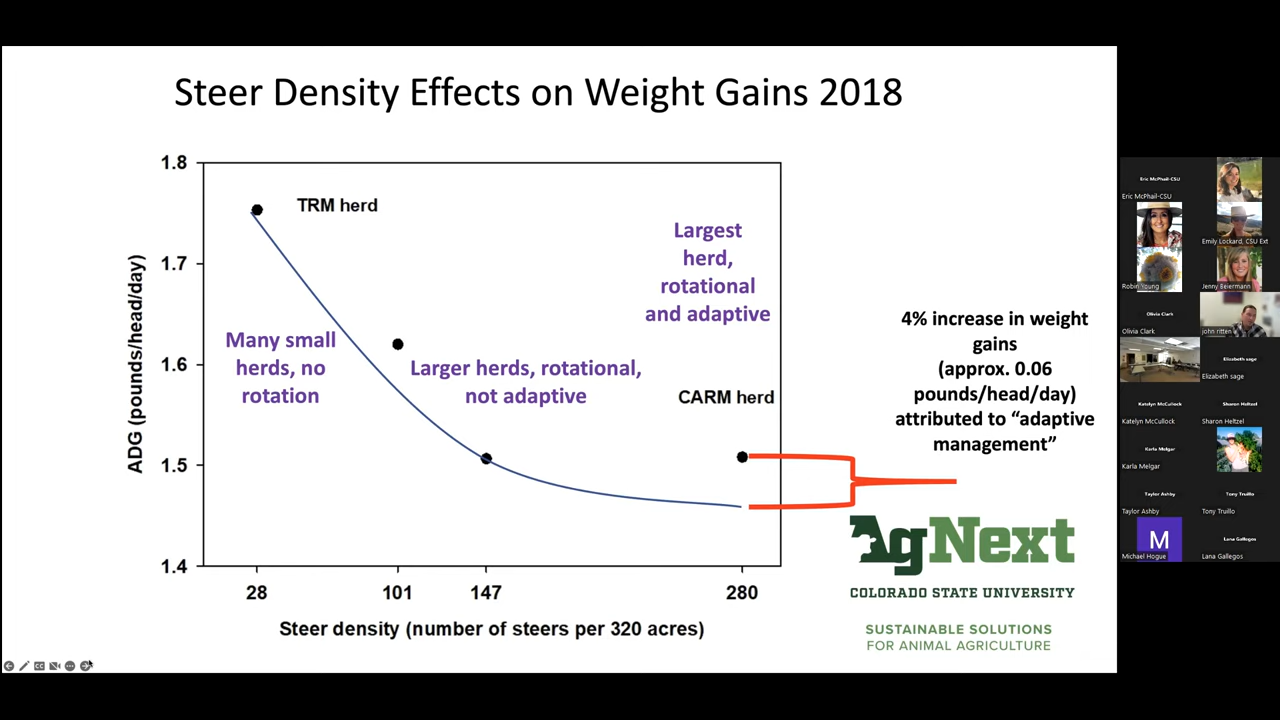 Steer Density Effects on Weight Gains 2018
1.8
1.7
1.6
1.5
1.4
ADG (pounds/head/day)
TRM herd
Many small
herds, no
rotation
Larger herds, rotational,
not adaptive
Largest
herd,
rotational
and adaptive
CARM herd
28
101
147
280
Steer density (number of steers per 320 acres)
4% increase in weight
gains
(approx. 0.06
pounds/head/day)
attributed to “adaptive
management”
AgNext
COLORADO STATE UNIVERSITY
SUSTAINABLE SOLUTIONS
FOR ANIMAL AGRICULTURE
Eric McPhail-CSU
Eric McPhail-CSU
Emily Lockard, CSU Ext
Robin Young
Jenny Beiermann
Olivia Clark
Olivia Clark
john ritten
Elizabeth sage
Elizabeth sage
Katelyn McCullock
Katelyn McCullock
Sharon Heltzel
Sharon Heltzel
Karla Melgar
Karla Melgar
Taylor Ashby
Taylor Ashby
Tony Truillo
Tony Truillo
M
Michael Hogue
Lana Gallegos
Lana Gallegos